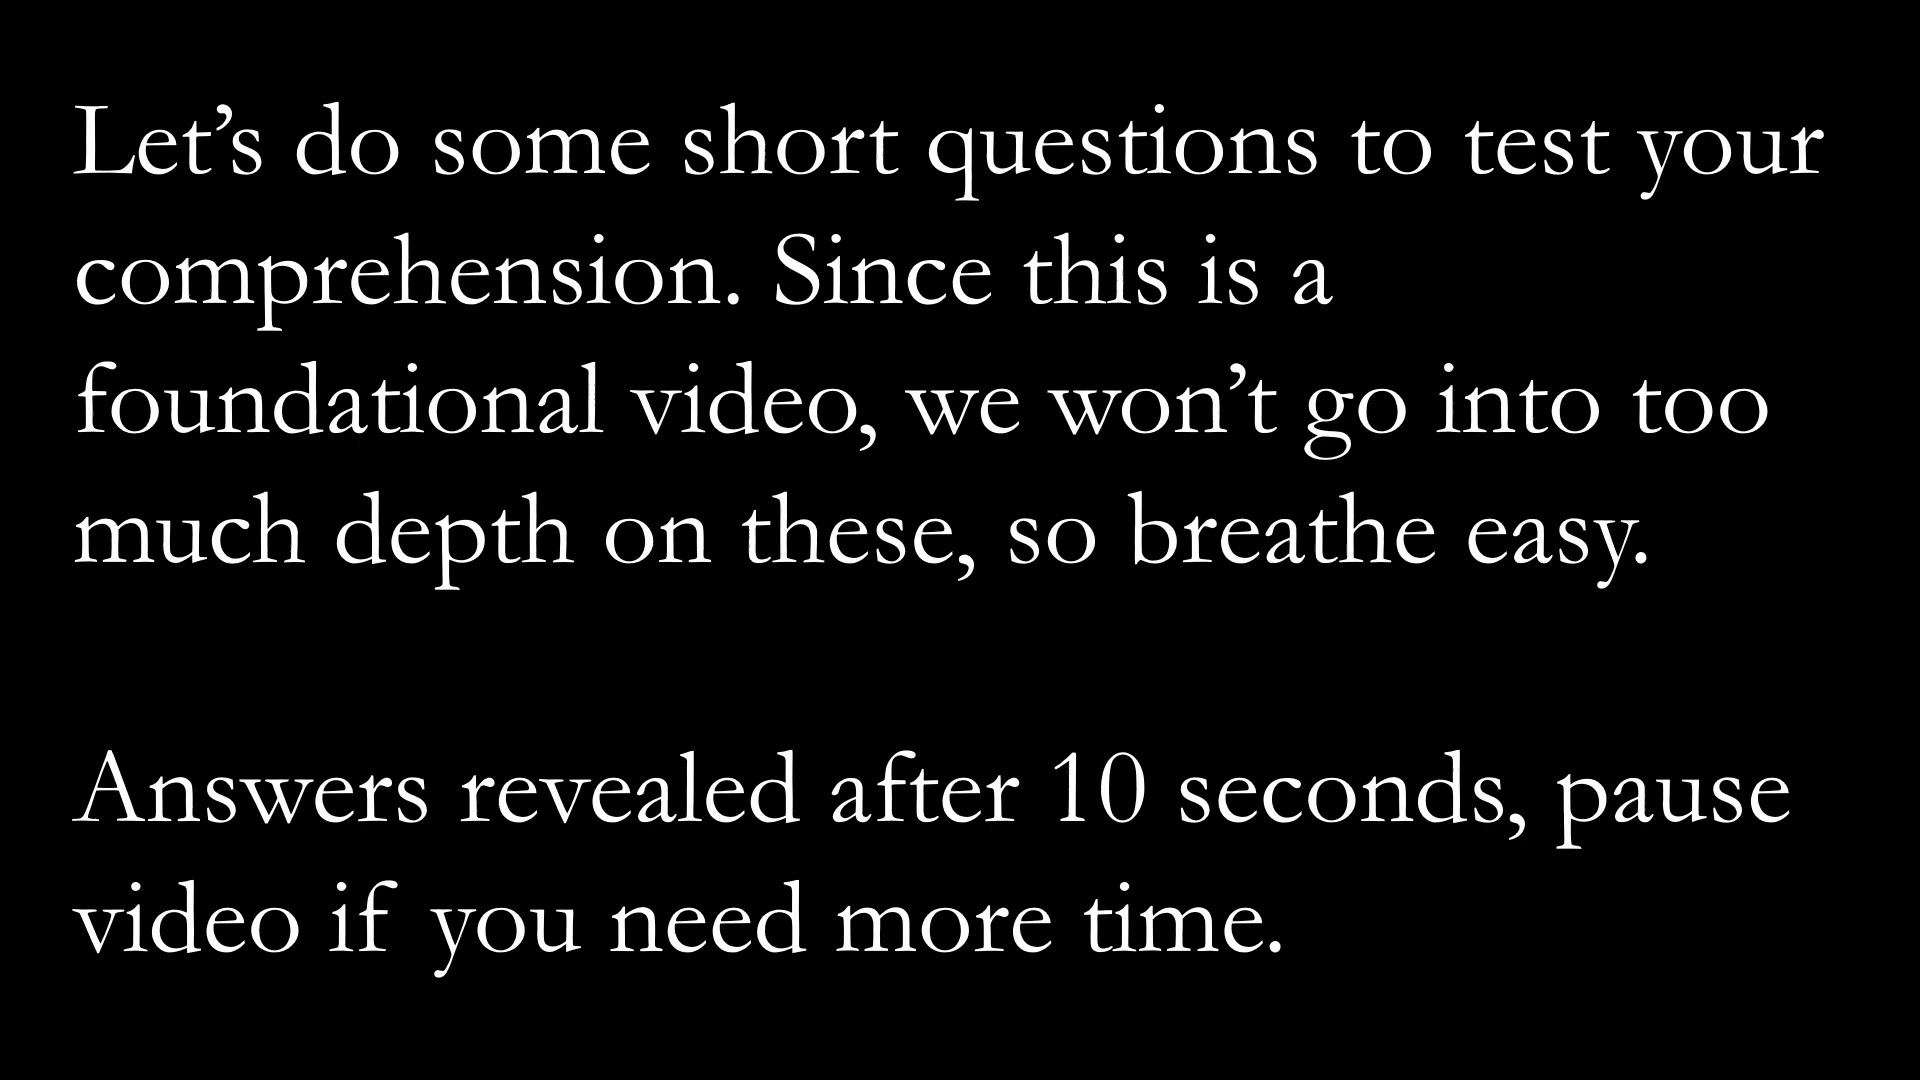 Let’s do some short questions to test your
comprehension. Since this is a
foundational video, we won’t go into too
much depth on these, so breathe easy.
Answers revealed after 10 seconds, pause
video if you need more time.